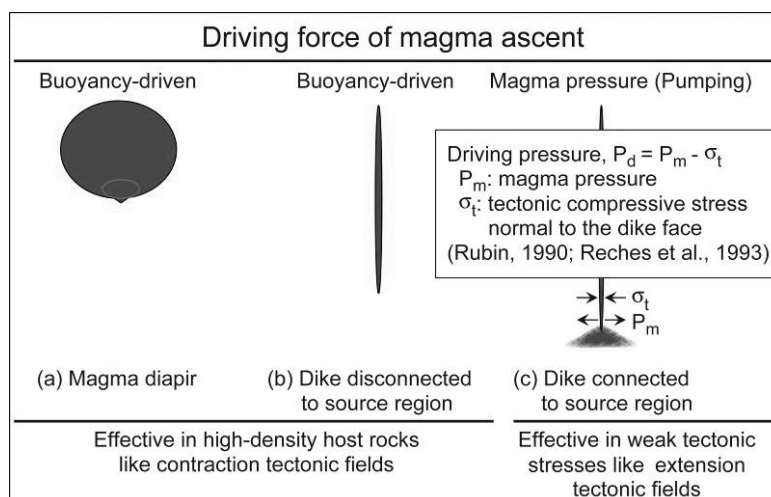 Driving force of magma ascent
Buoyancy-driven
Buoyancy-driven
Magma pressure (Pumping)
Driving pressure, P_d = P_m - σ_t
P_m: magma pressure
σ_t: tectonic compressive stress
normal to the dike face
(Rubin, 1990; Reches et al., 1993)
σ_t
P_m
(a) Magma diapir
(b) Dike disconnected
to source region
(c) Dike connected
to source region
Effective in high-density host rocks
like contraction tectonic fields
Effective in weak tectonic
stresses like extension
tectonic fields